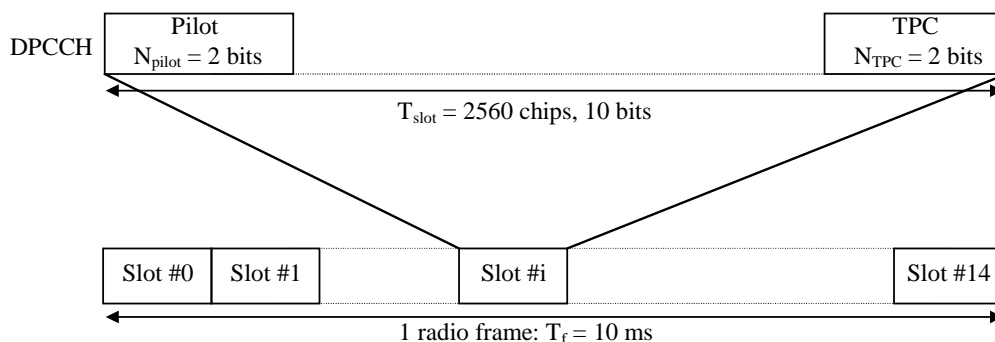 Pilot
TPC
DPCCH
N_pilot = 2 bits
N_TPC = 2 bits
T_slot = 2560 chips, 10 bits
Slot #0
Slot #1
Slot #i
Slot #14
1 radio frame: T_f = 10 ms